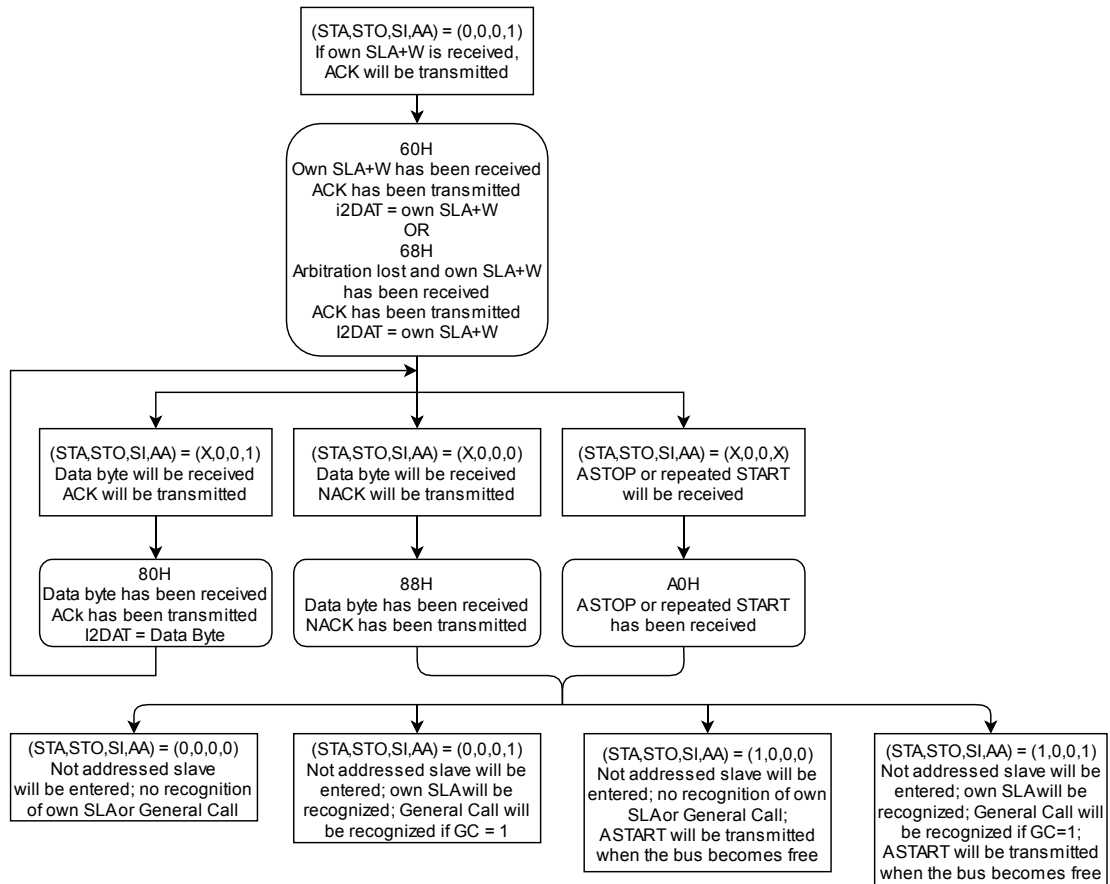 (STA,STO,SI,AA) = (0,0,0,1)
If own SLA+W is received,
ACK will be transmitted
60H
Own SLA+W has been received
ACK has been transmitted
i2DAT = own SLA+W
OR
68H
Arbitration lost and own SLA+W
has been received
ACK has been transmitted
I2DAT = own SLA+W
(STA,STO,SI,AA) = (X,0,0,1)
Data byte will be received
ACK will be transmitted
(STA,STO,SI,AA) = (X,0,0,0)
Data byte will be received
NACK will be transmitted
(STA,STO,SI,AA) = (X,0,0,X)
ASTOP or repeated START
will be received
80H
Data byte has been received
ACk has been transmitted
I2DAT = Data Byte
88H
Data byte has been received
NACK has been transmitted
A0H
ASTOP or repeated START
has been received
(STA,STO,SI,AA) = (0,0,0,0)
Not addressed slave
will be entered; no recognition
of own SLAor General Call
(STA,STO,SI,AA) = (0,0,0,1)
Not addressed slave will be
entered; own SLAwill be
recognized; General Call will
be recognized if GC = 1
(STA,STO,SI,AA) = (1,0,0,0)
Not addressed slave will be
entered; no recognition of own
SLAor General Call;
ASTART will be transmitted
when the bus becomes free
(STA,STO,SI,AA) = (1,0,0,1)
Not addressed slave will be
entered; own SLAwill be
recognized; General Call will
be recognized if GC=1;
ASTART will be transmitted
when the bus becomes free